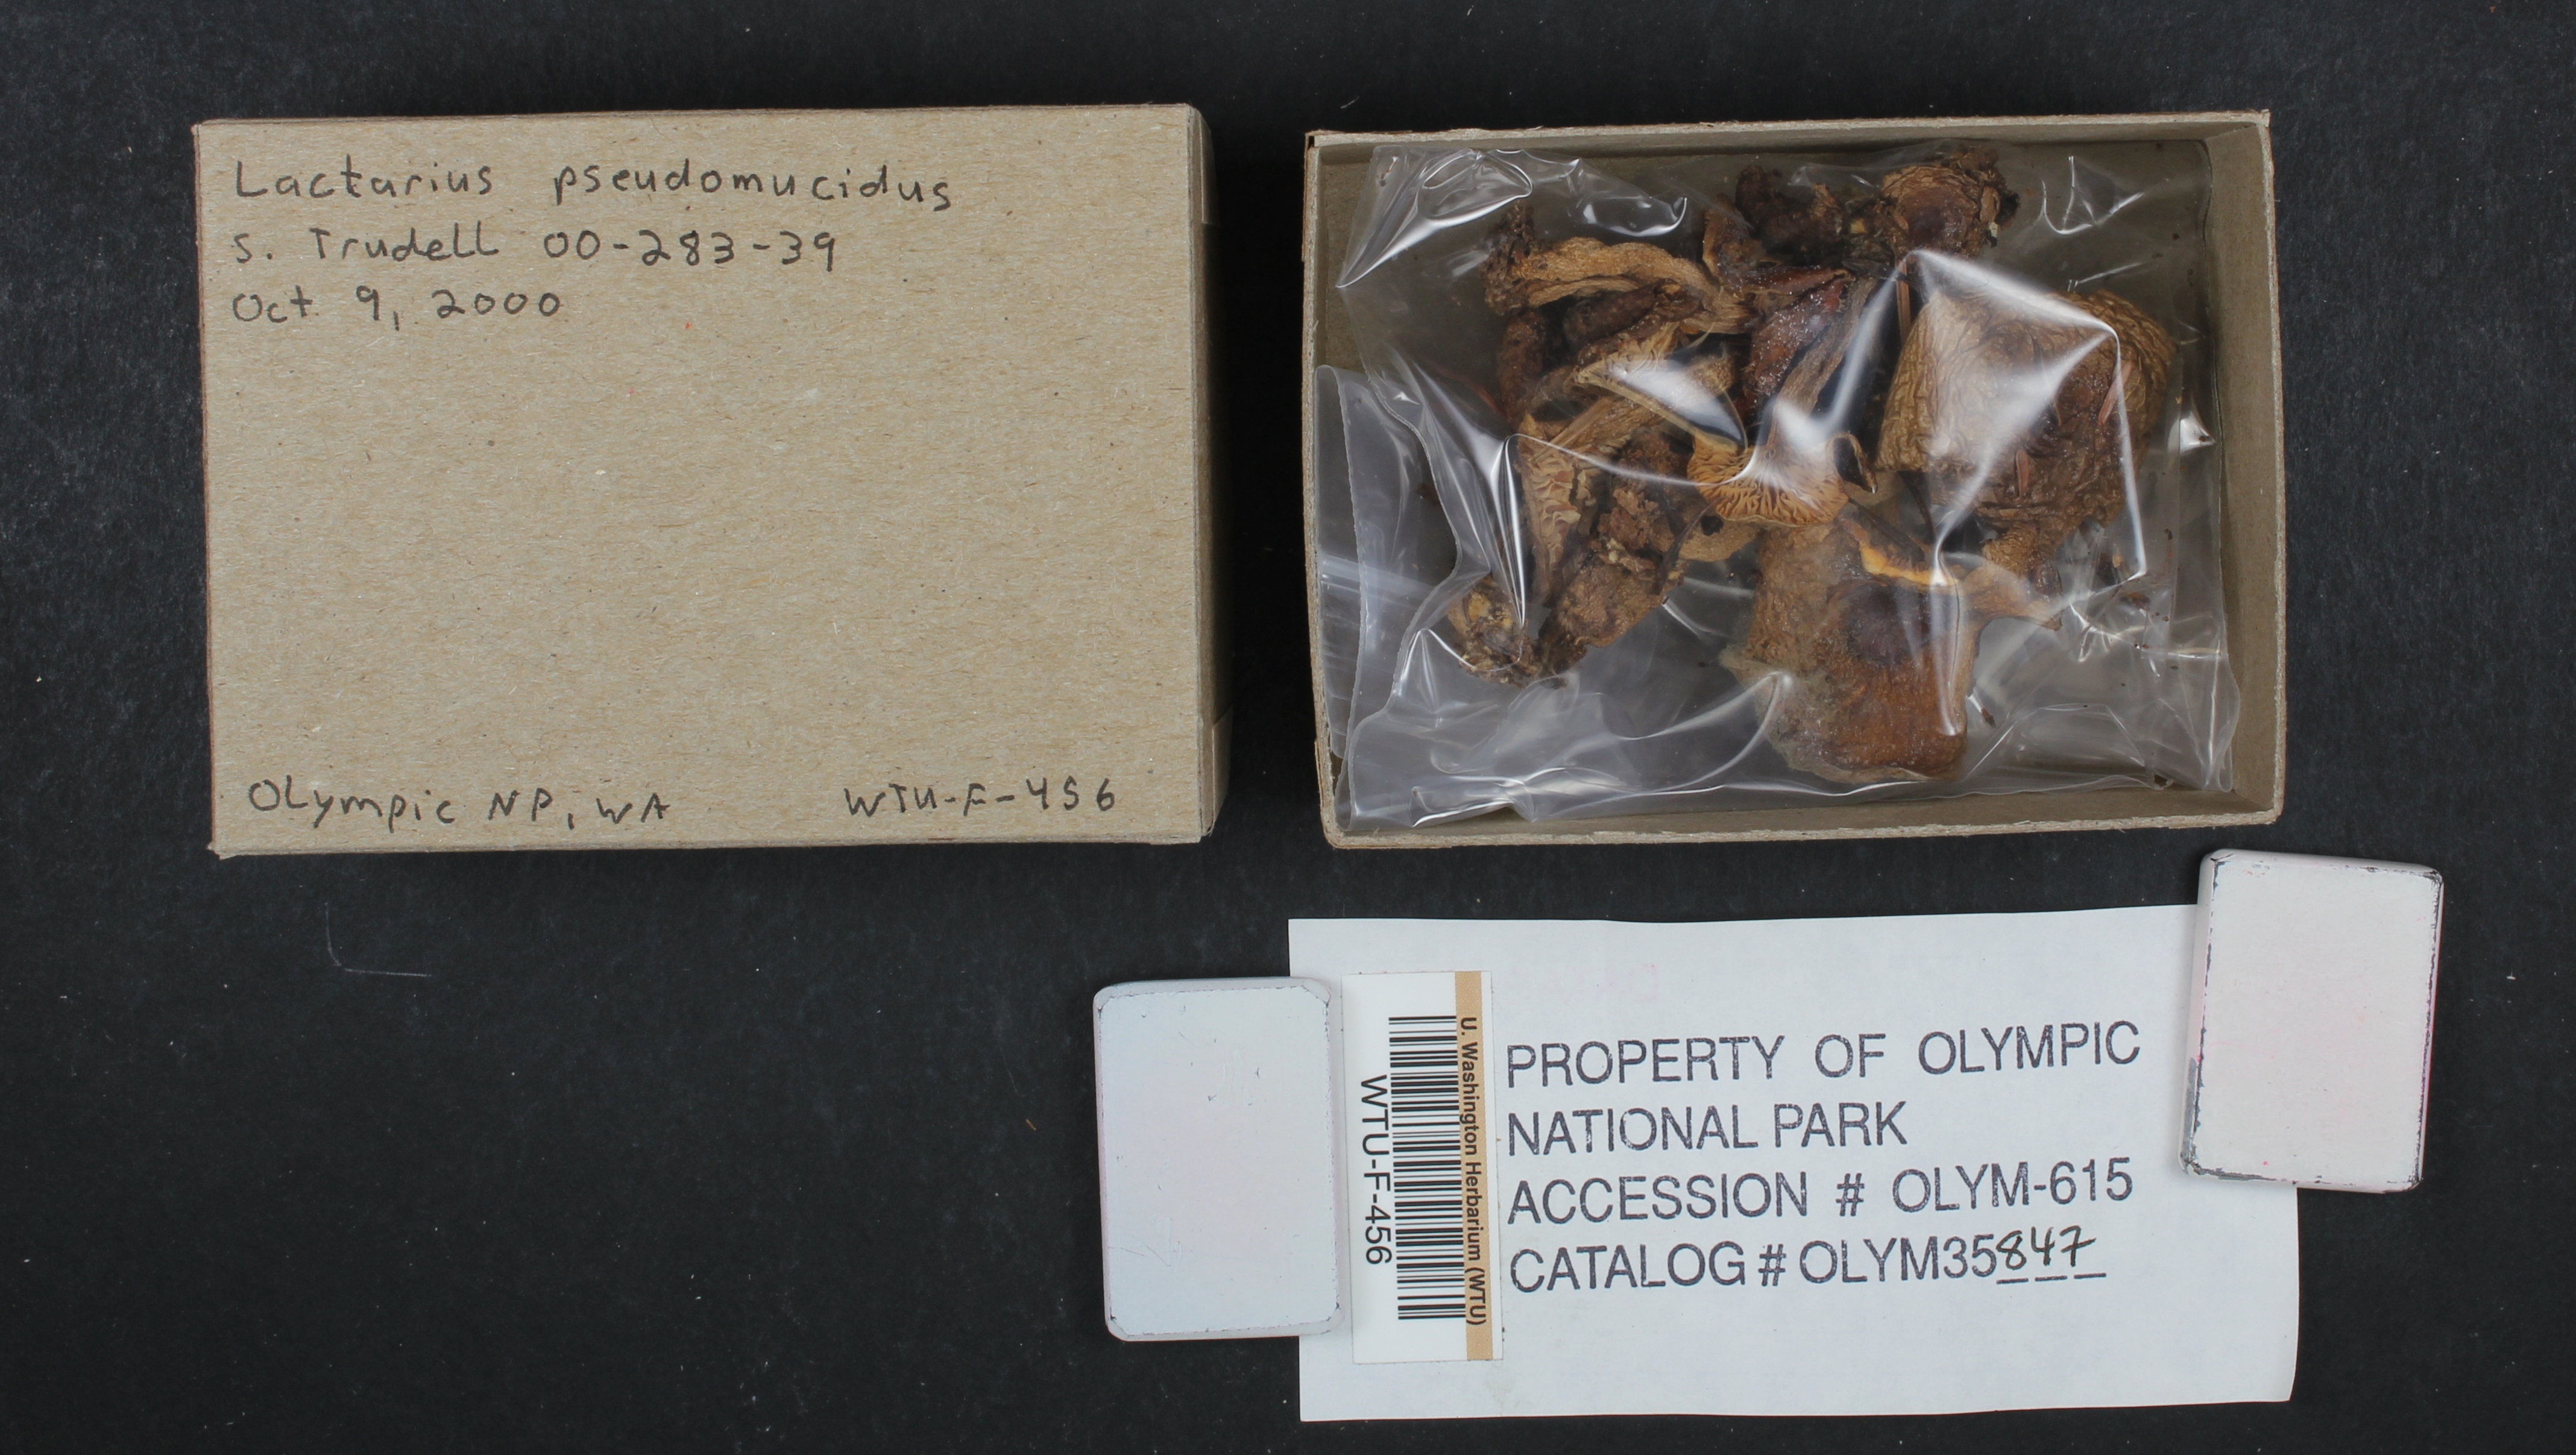 Lactarius pseudomucidus
S. Trudell 00-283-39
Oct 9, 2000
Olympic NP, WA WTU-F-456
U. Washington Herbarium (WTU)
WTU-F-456
PROPERTY OF OLYMPIC
NATIONAL PARK
ACCESSION # OLYM-615
CATALOG # OLYM35847